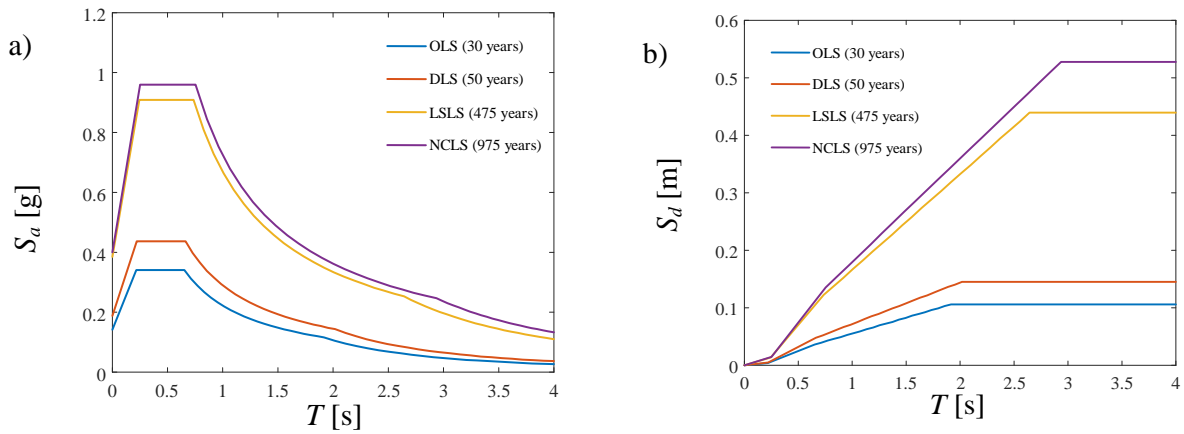 a)
1.2
1
0.8
0.6
0.4
0.2
0
S_a [g]
OLS (30 years)
DLS (50 years)
LSLS (475 years)
NCLS (975 years)
0 0.5 1 1.5 2 2.5 3 3.5 4
T [s]
b)
0.6
0.5
0.4
0.3
0.2
0.1
0
S_d [m]
OLS (30 years)
DLS (50 years)
LSLS (475 years)
NCLS (975 years)
0 0.5 1 1.5 2 2.5 3 3.5 4
T [s]